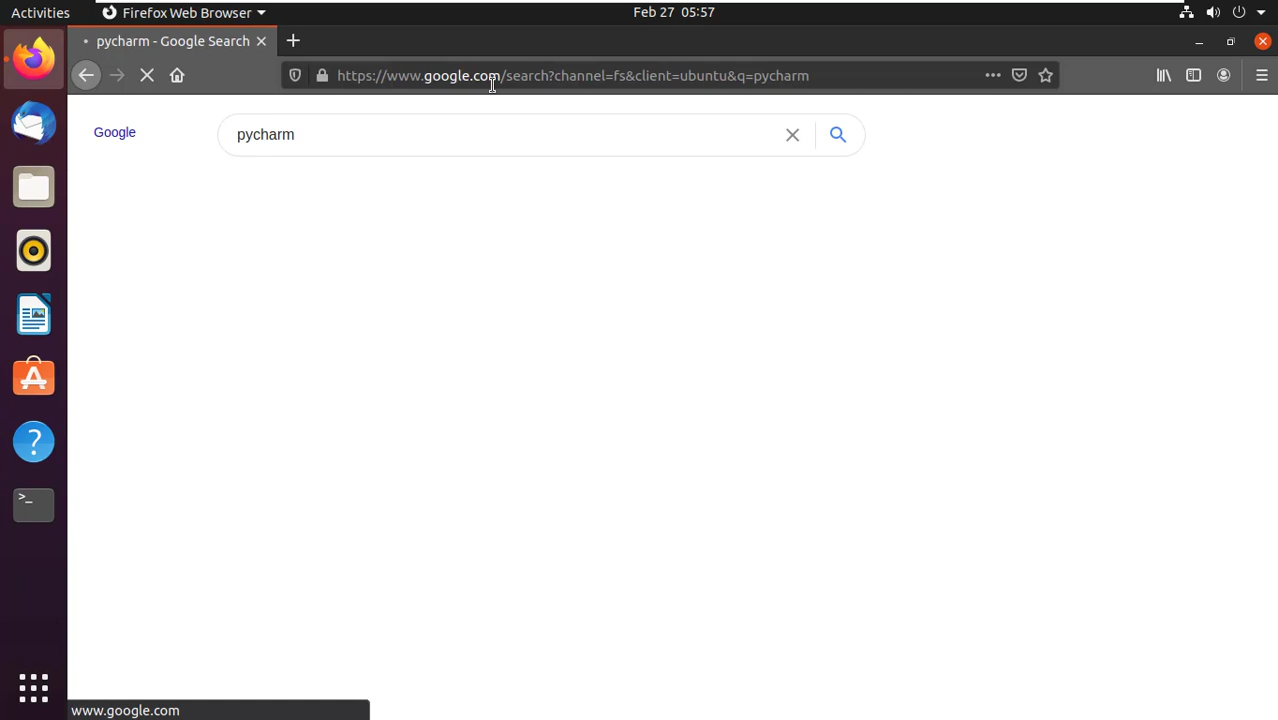 Activities
Firefox Web Browser
Feb 27 05:57
pycharm - Google Search
https://www.google.com/search?channel=fs&client=ubuntu&q=pycharm
Google
pycharm
>_
www.google.com